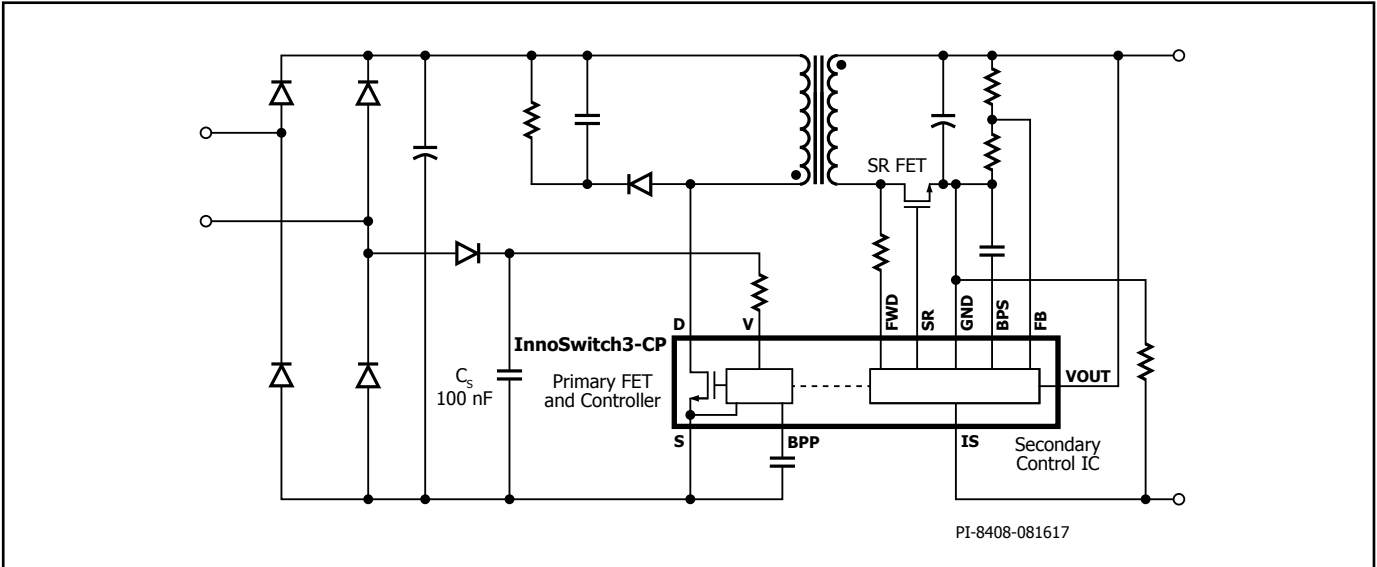 SR FET
FWD
SR
GND
BPS
FB
D
V
InnoSwitch3-CP
VOUT
Cs
100 nF
Primary FET
and Controller
S
BPP
IS
Secondary
Control IC
PI-8408-081617